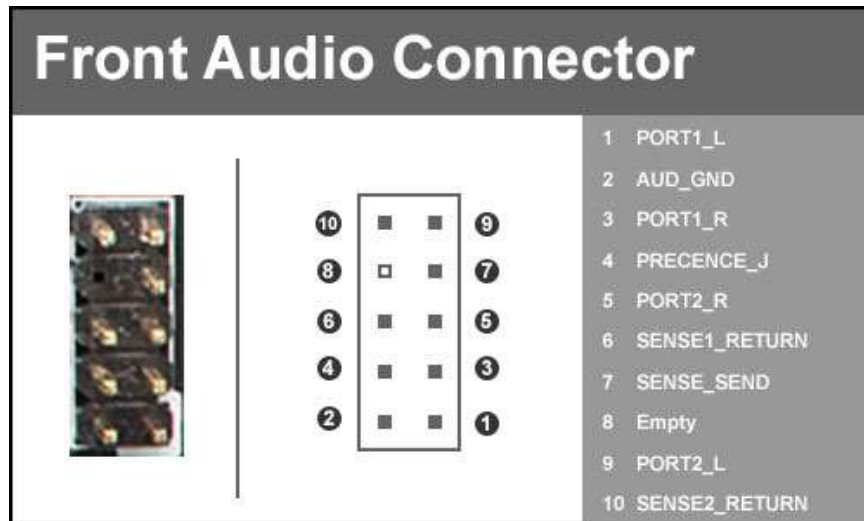 Front Audio Connector
10 9
8 7
6 5
4 3
2 1
1 PORT1_L
2 AUD_GND
3 PORT1_R
4 PRECENCE_J
5 PORT2_R
6 SENSE1_RETURN
7 SENSE_SEND
8 Empty
9 PORT2_L
10 SENSE2_RETURN